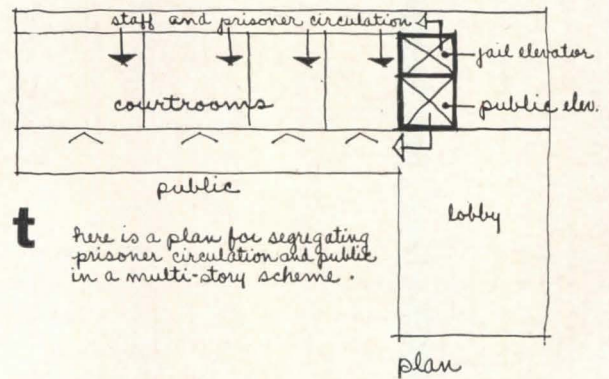 staff and prisoner circulation
jail elevator
courtrooms
public elev.
public
lobby
t
here is a plan for segregating
prisoner circulation and public
in a multi-story scheme.
plan